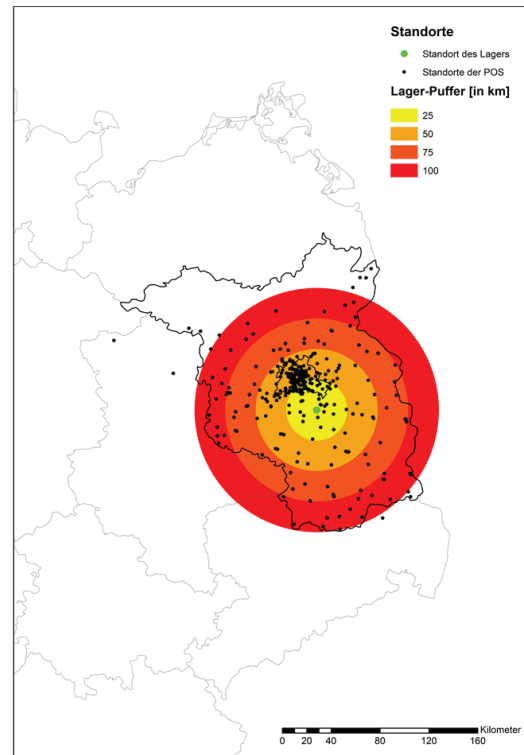 Standorte
Standort des Lagers
Standorte der POS
Lager-Puffer [in km]
25
50
75
100
Kilometer
0 10 20 40 80 120 160